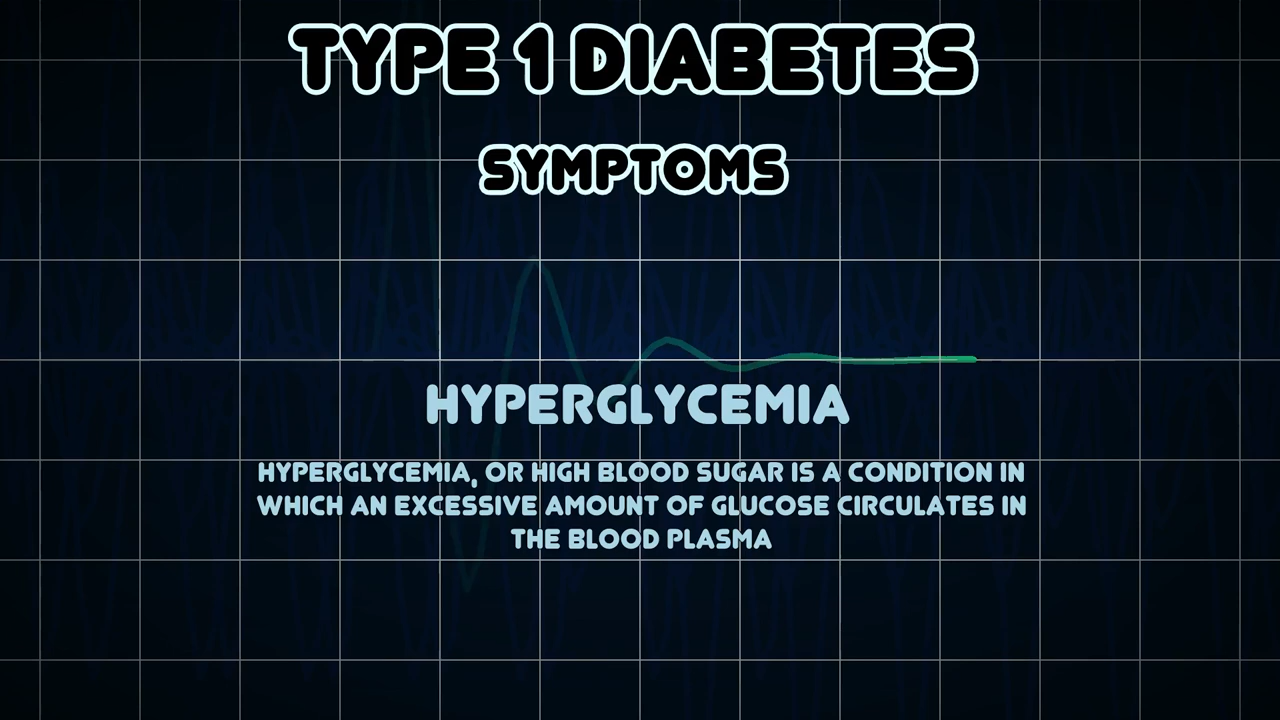 TYPE 1 DIABETES
SYMPTOMS
HYPERGLYCEMIA
HYPERGLYCEMIA, OR HIGH BLOOD SUGAR IS A CONDITION IN
WHICH AN EXCESSIVE AMOUNT OF GLUCOSE CIRCULATES IN
THE BLOOD PLASMA